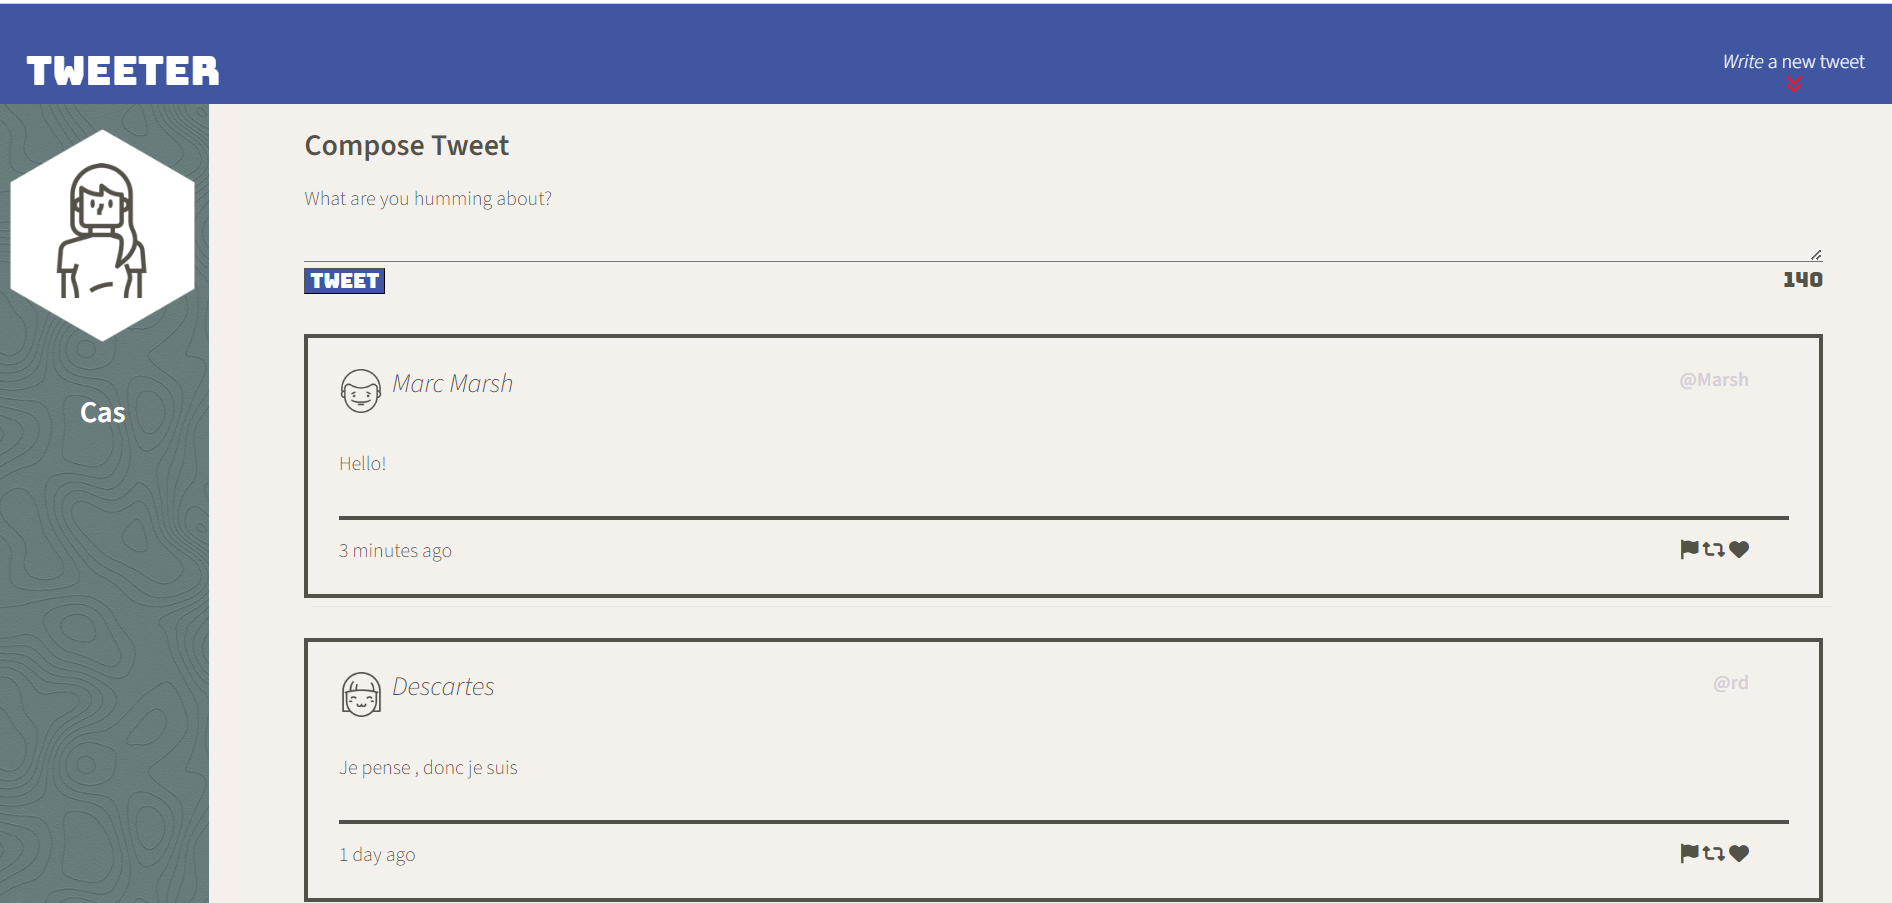 TWEETER
Write a new tweet
Cas
Compose Tweet
What are you humming about?
TWEET
140
Marc Marsh
@Marsh
Hello!
3 minutes ago
Descartes
@rd
Je pense , donc je suis
1 day ago